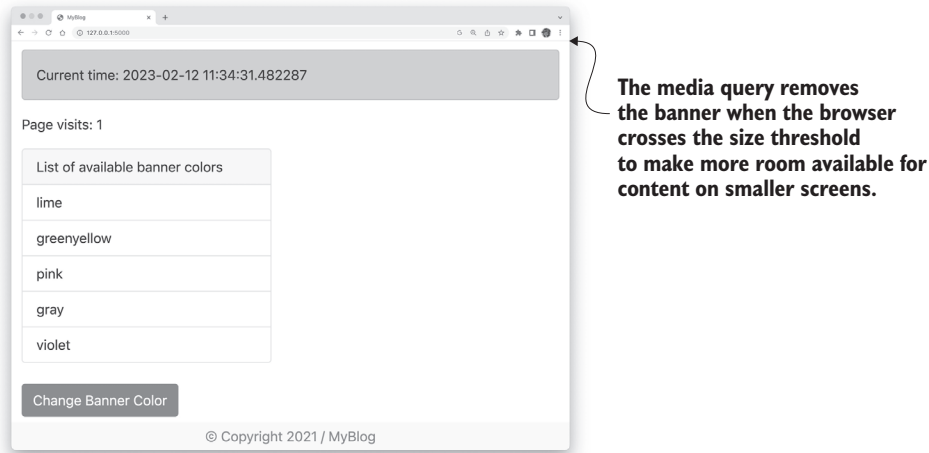 MyBlog
127.0.0.1:5000
Current time: 2023-02-12 11:34:31.482287
Page visits: 1
List of available banner colors
lime
greenyellow
pink
gray
violet
Change Banner Color
© Copyright 2021 / MyBlog
The media query removes
the banner when the browser
crosses the size threshold
to make more room available for
content on smaller screens.